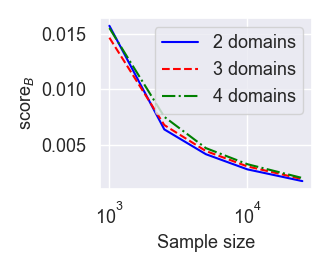 0.015
0.010
0.005
score_B
2 domains
3 domains
4 domains
10^3
10^4
Sample size